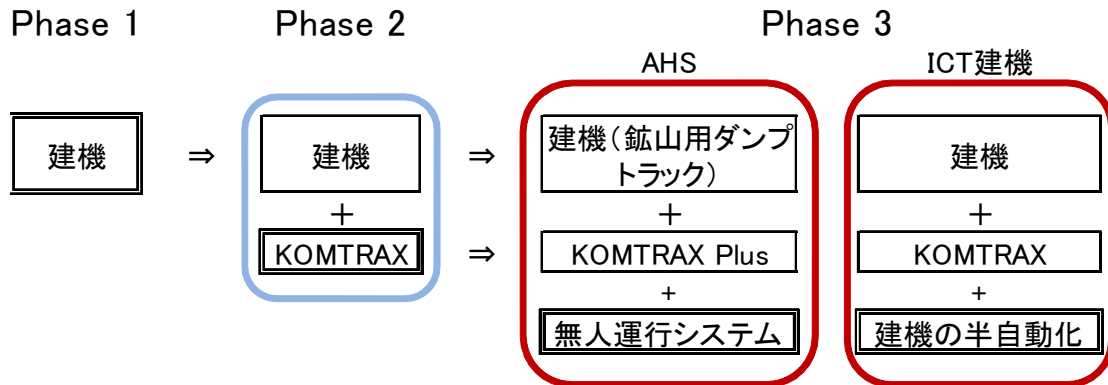 Phase 1 Phase 2 Phase 3
AHS ICT建機
建機 ⇒ 建機 ⇒ 建機(鉱山用ダンプ
トラック) 建機
+ + +
KOMTRAX ⇒ KOMTRAX Plus KOMTRAX
+ +
無人運行システム 建機の半自動化